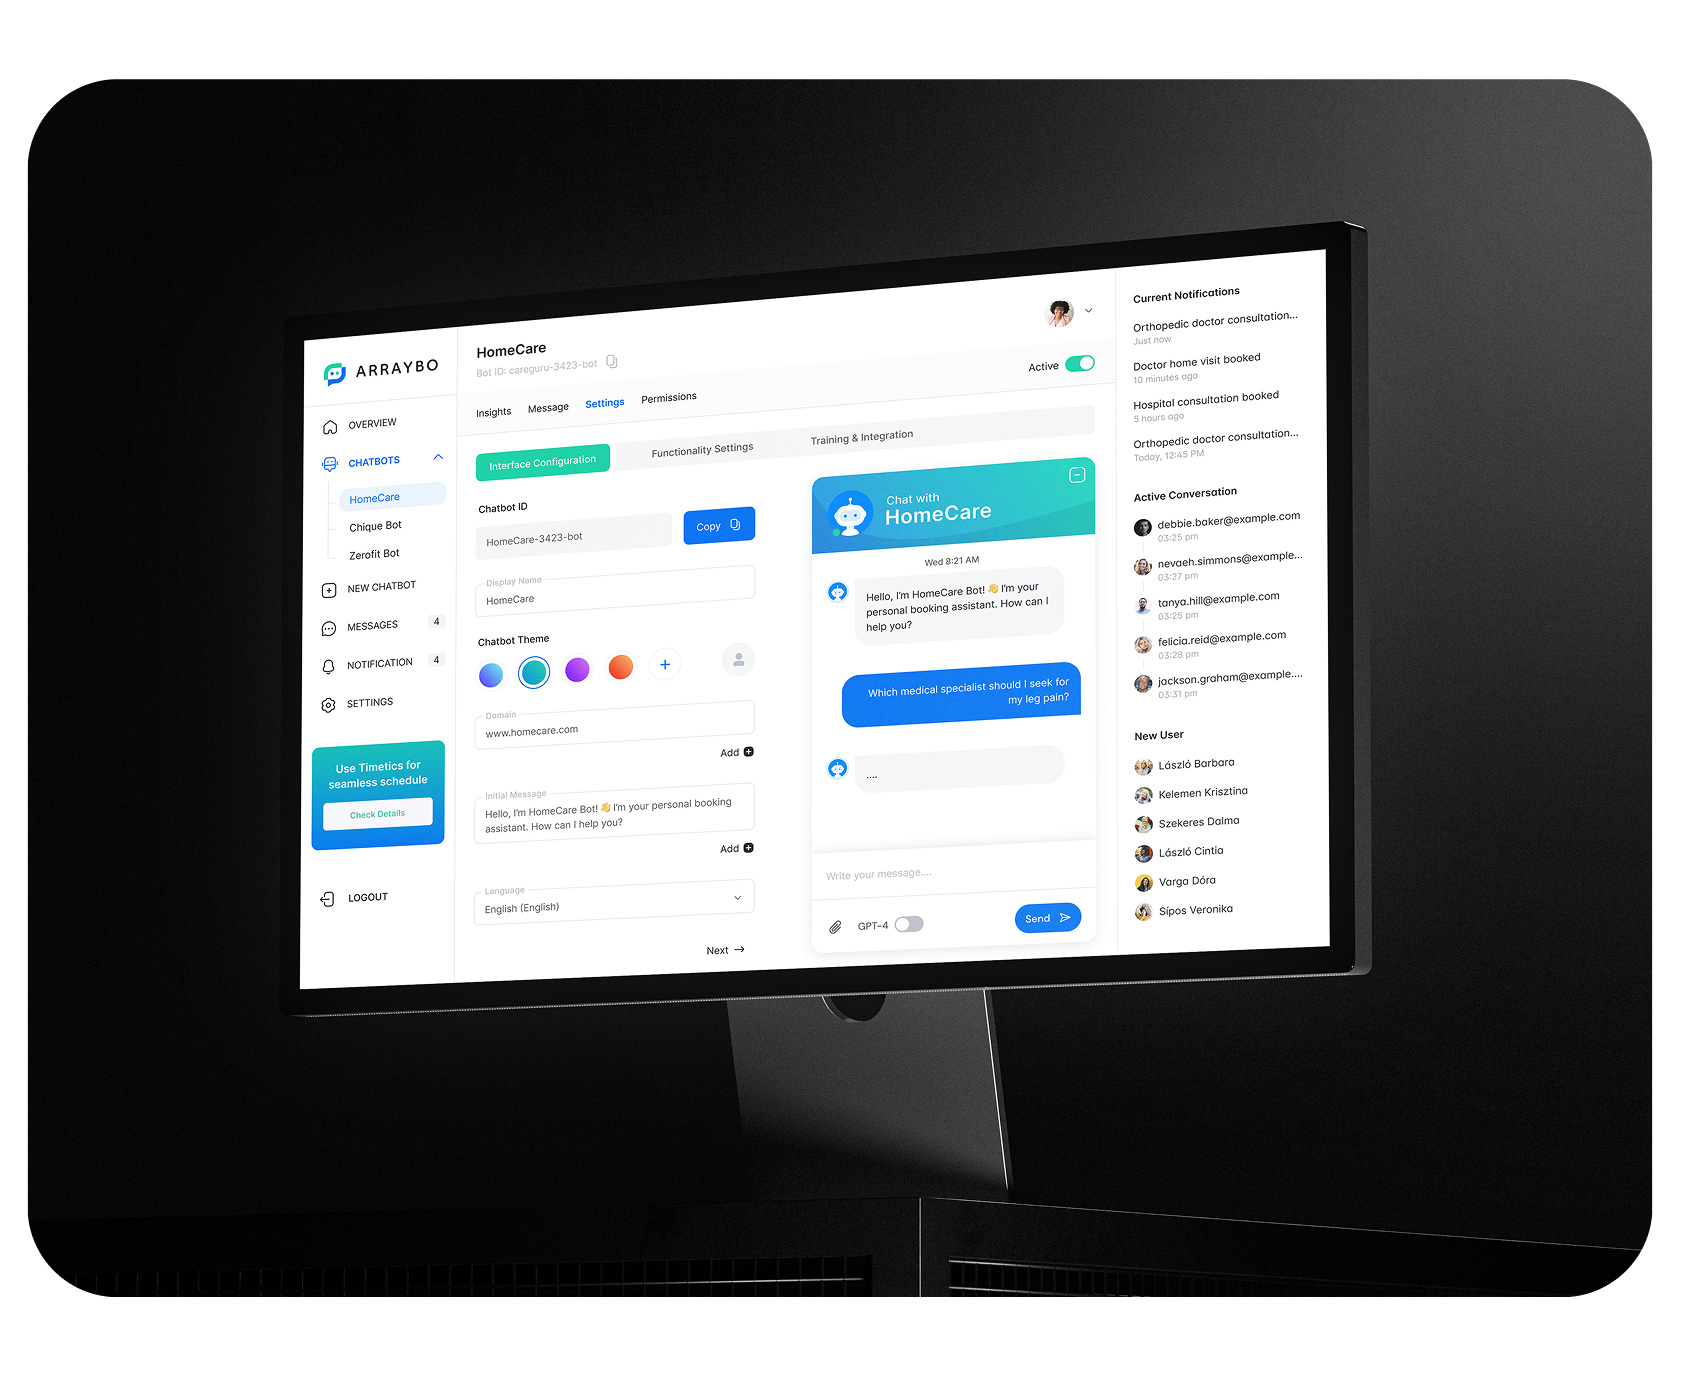 ARRAYBO
OVERVIEW
CHATBOTS
HomeCare
Chique Bot
Zerofit Bot
NEW CHATBOT
MESSAGES 4
NOTIFICATION 4
SETTINGS
Use Timetics for
seamless schedule
Check Details
LOGOUT
HomeCare
Bot ID: careguru-3423-bot
Insights Message Settings Permissions
Active
Interface Configuration Functionality Settings Training & Integration
Chatbot ID
HomeCare-3423-bot
Copy
Display Name
HomeCare
Chatbot Theme
Domain
www.homecare.com
Add
Initial Message
Hello, I'm HomeCare Bot! 👋 I'm your personal booking
assistant. How can I help you?
Add
Language
English (English)
Next →
Chat with
HomeCare
Wed 8:21 AM
Hello, I'm HomeCare Bot! 👋 I'm your
personal booking assistant. How can I
help you?
Which medical specialist should I seek for
my leg pain?
....
Write your message....
GPT-4
Send
Current Notifications
Orthopedic doctor consultation...
Just now
Doctor home visit booked
10 minutes ago
Hospital consultation booked
5 hours ago
Orthopedic doctor consultation...
Today, 12:45 PM
Active Conversation
debbie.baker@example.com
03:25 pm
nevaeh.simmons@example...
03:27 pm
tanya.hill@example.com
03:25 pm
felicia.reid@example.com
03:28 pm
jackson.graham@example....
03:31 pm
New User
László Barbara
Kelemen Krisztina
Szekeres Dalma
László Cintia
Varga Dóra
Sípos Veronika